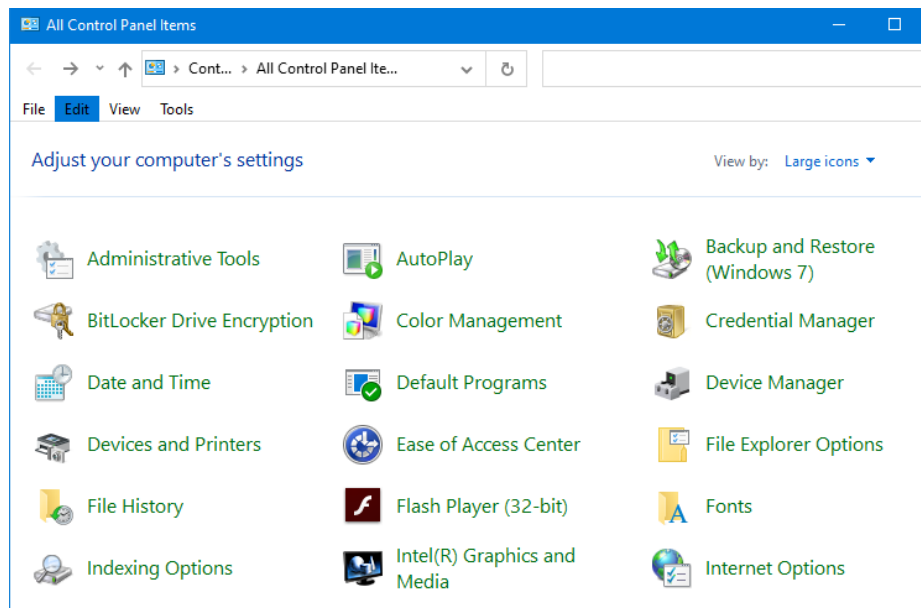 All Control Panel Items
Cont... > All Control Panel Ite...
File Edit View Tools
Adjust your computer's settings
View by: Large icons
Administrative Tools
AutoPlay
Backup and Restore
(Windows 7)
BitLocker Drive Encryption
Color Management
Credential Manager
Date and Time
Default Programs
Device Manager
Devices and Printers
Ease of Access Center
File Explorer Options
File History
Flash Player (32-bit)
Fonts
Indexing Options
Intel(R) Graphics and
Media
Internet Options